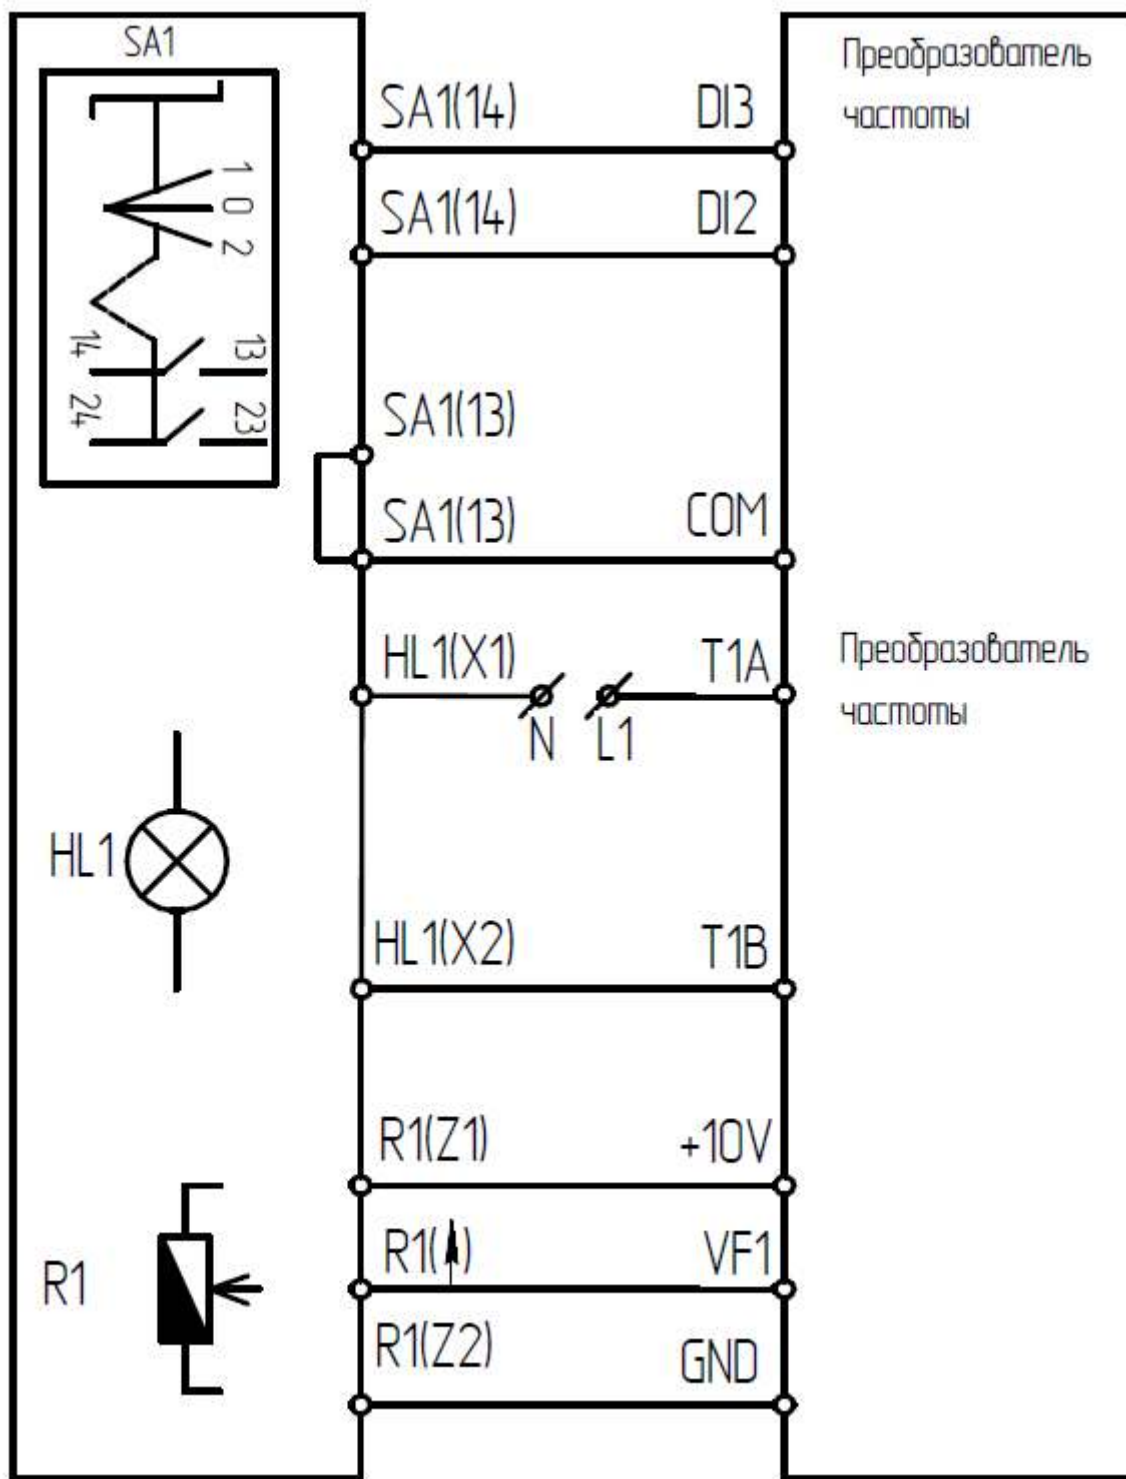 SA1
1
0
2
14
13
24
23
SA1(14)
DI3
SA1(14)
DI2
SA1(13)
SA1(13)
COM
HL1(X1)
T1A
N
L1
HL1
HL1(X2)
T1B
R1(Z1)
+10V
R1
R1( )
VF1
R1(Z2)
GND
Преобразователь
частоты
Преобразователь
частоты